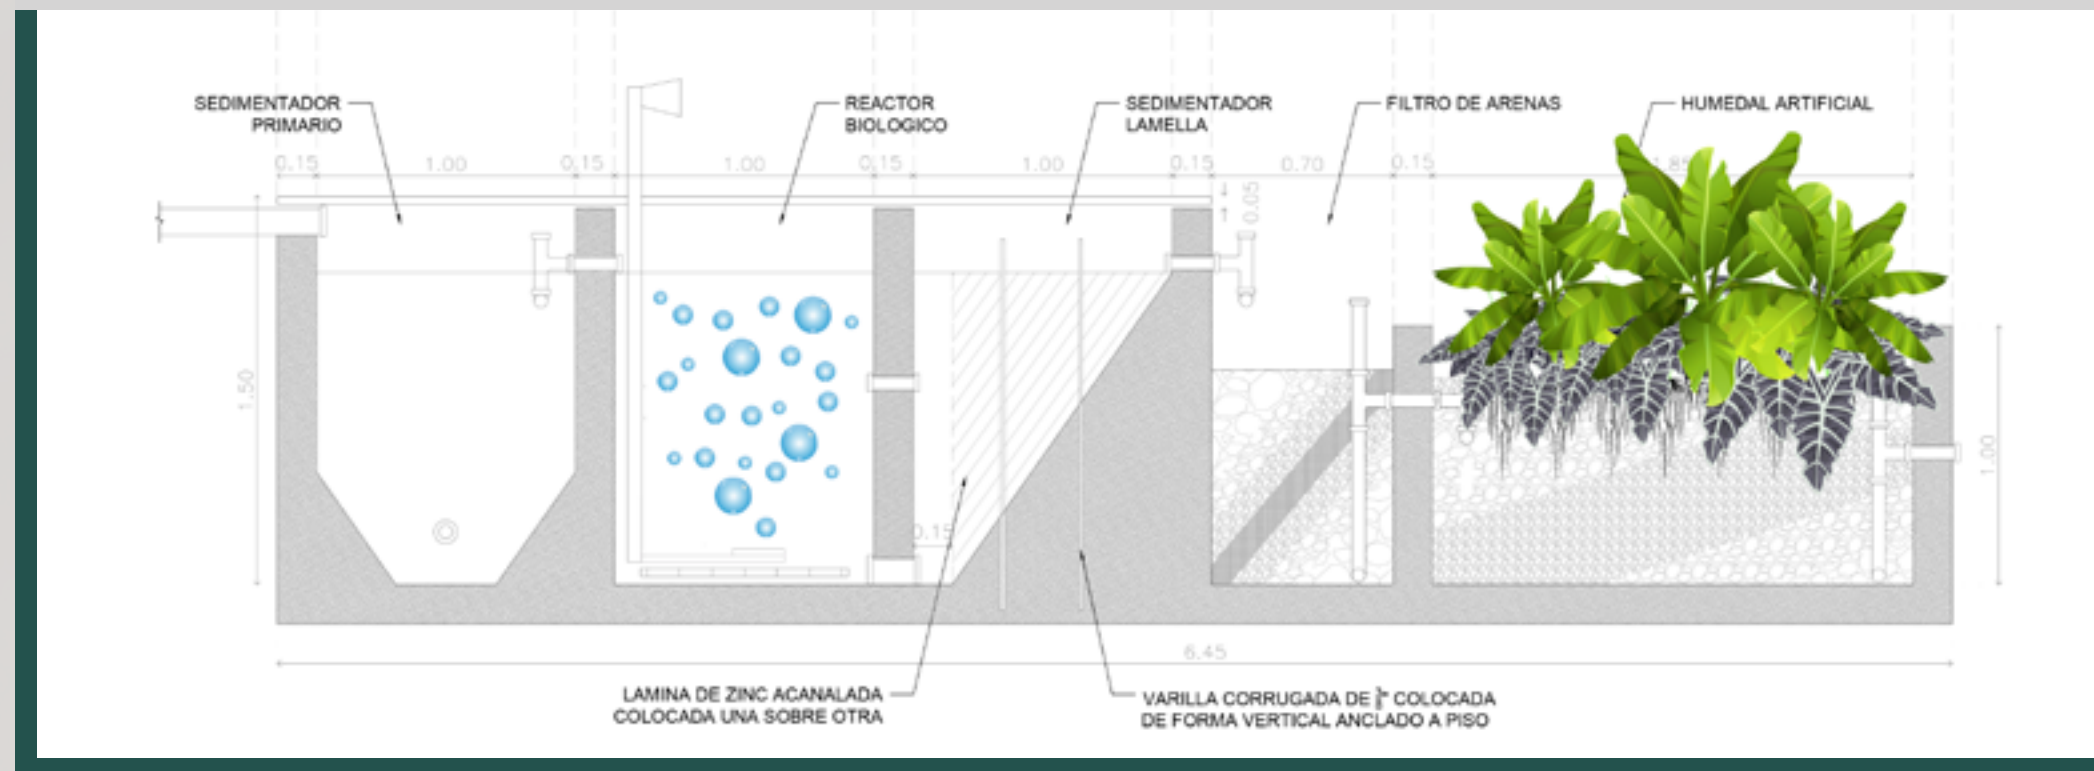 SEDIMENTADOR
PRIMARIO
REACTOR
BIOLOGICO
SEDIMENTADOR
LAMELLA
FILTRO DE ARENAS
HUMEDAL ARTIFICIAL
0.15
1.00
0.15
1.00
0.15
1.00
0.15
0.70
0.15
1.85
0.05
1.50
0.15
1.00
6.45
LAMINA DE ZINC ACANALADA
COLOCADA UNA SOBRE OTRA
VARILLA CORRUGADA DE COLOCADA
DE FORMA VERTICAL ANCLADO A PISO